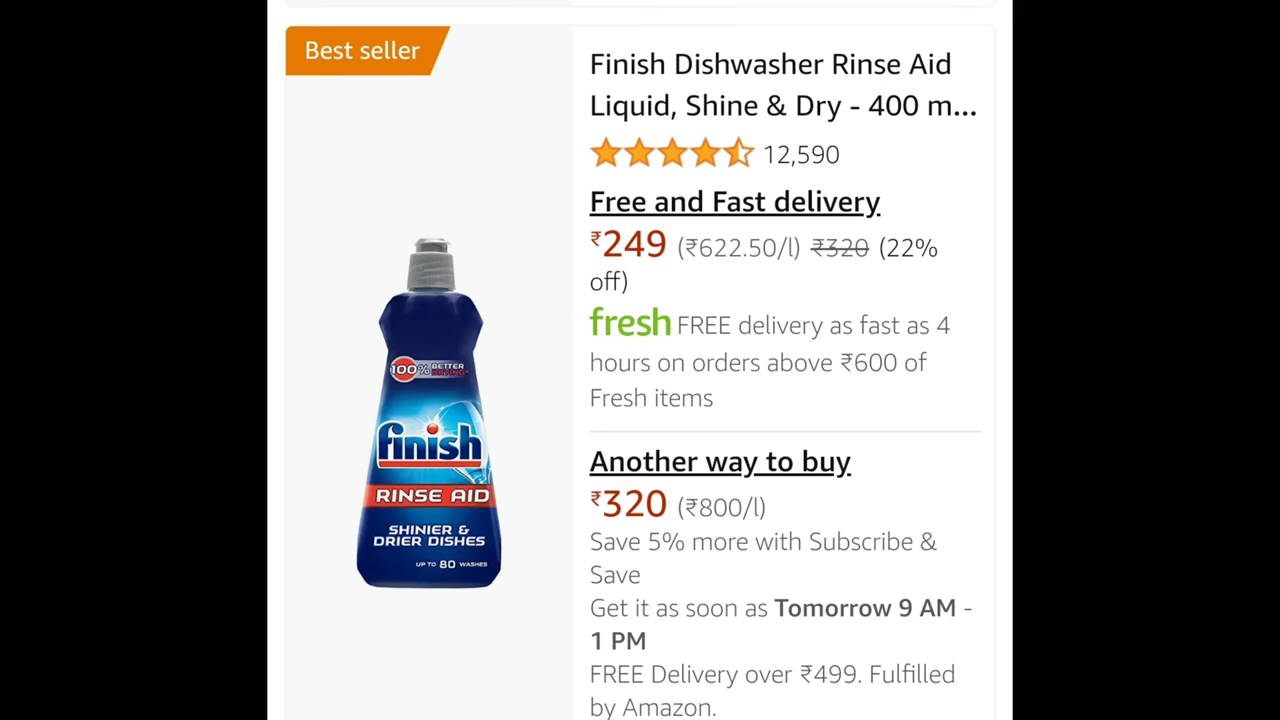 Best seller
Finish Dishwasher Rinse Aid
Liquid, Shine & Dry - 400 m...
12,590
Free and Fast delivery
₹249 (₹622.50/l) ₹320 (22%
off)
fresh FREE delivery as fast as 4
hours on orders above ₹600 of
Fresh items
Another way to buy
₹320 (₹800/l)
Save 5% more with Subscribe &
Save
Get it as soon as Tomorrow 9 AM -
1 PM
FREE Delivery over ₹499. Fulfilled
by Amazon.
100% BETTER
DRYING*
finish
RINSE AID
SHINIER &
DRIER DISHES
UP TO 80 WASHES